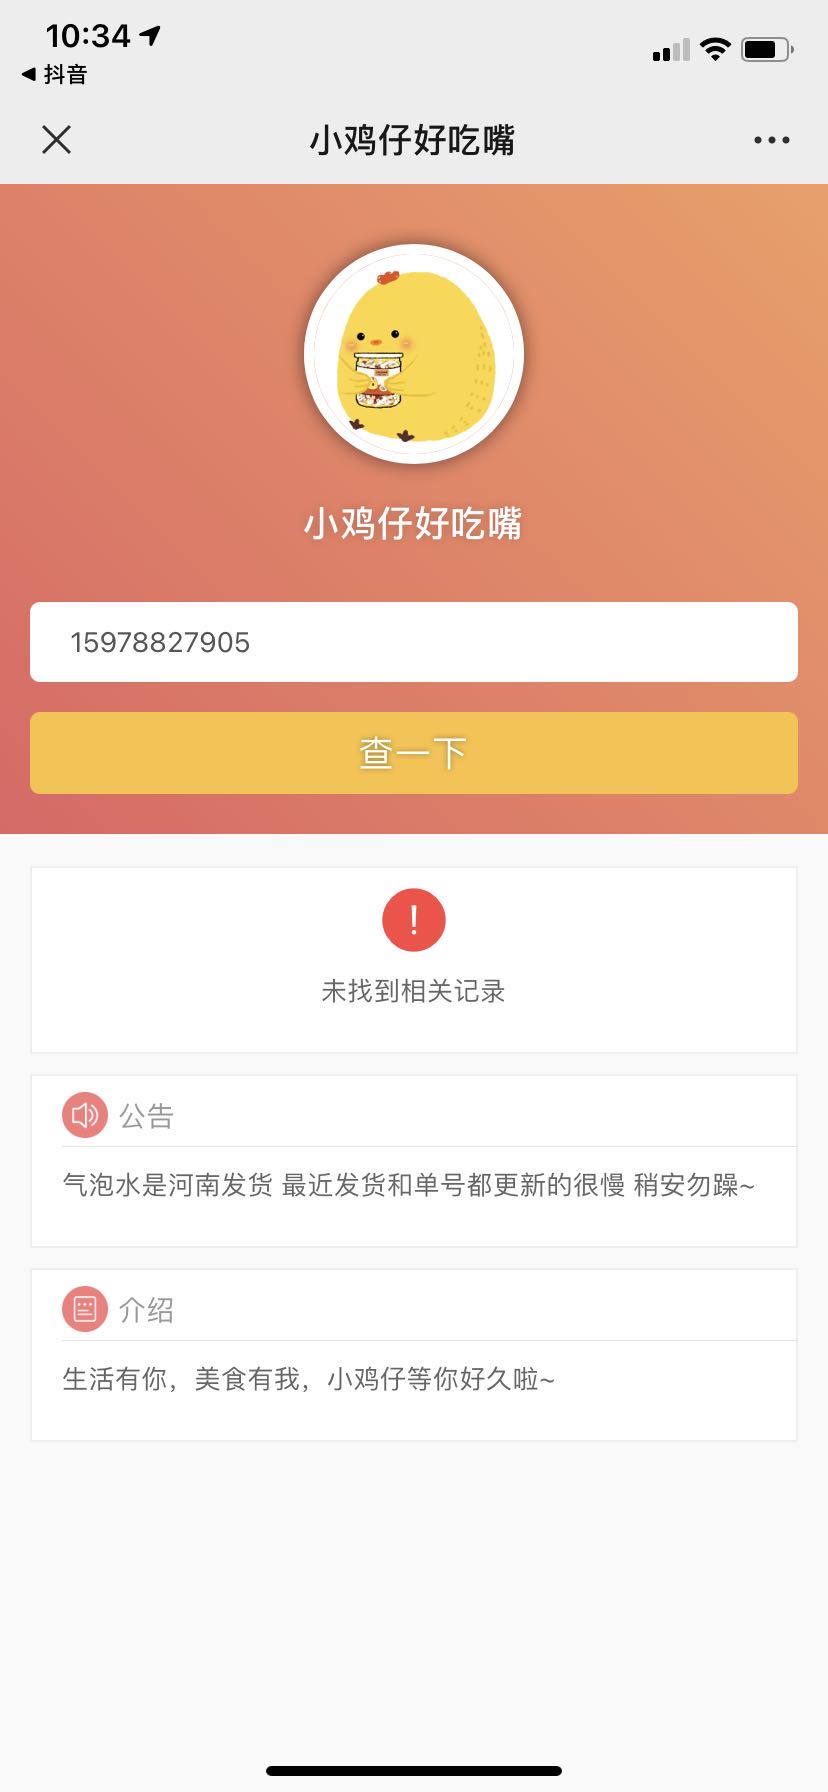 10:34
抖音
小鸡仔好吃嘴
小鸡仔好吃嘴
15978827905
查一下
未找到相关记录
公告
气泡水是河南发货 最近发货和单号都更新的很慢 稍安勿躁~
介绍
生活有你，美食有我，小鸡仔等你好久啦~